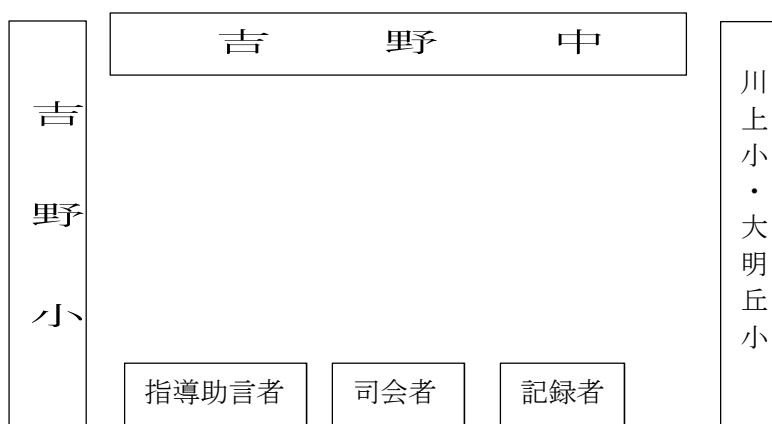 吉野中
吉野小
川上小・大明丘小
指導助言者
司会者
記録者